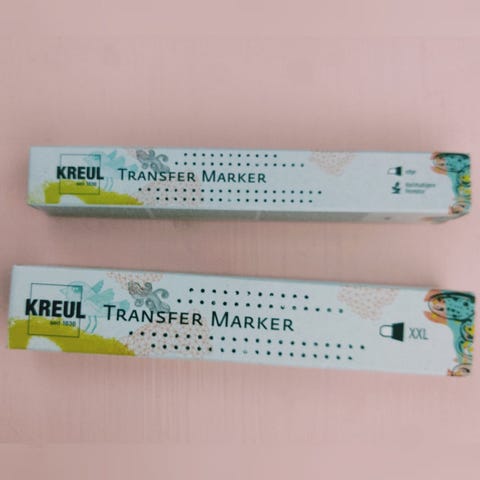 KREUL
seit 1838
TRANSFER MARKER
KREUL
seit 1838
TRANSFER MARKER
XXL